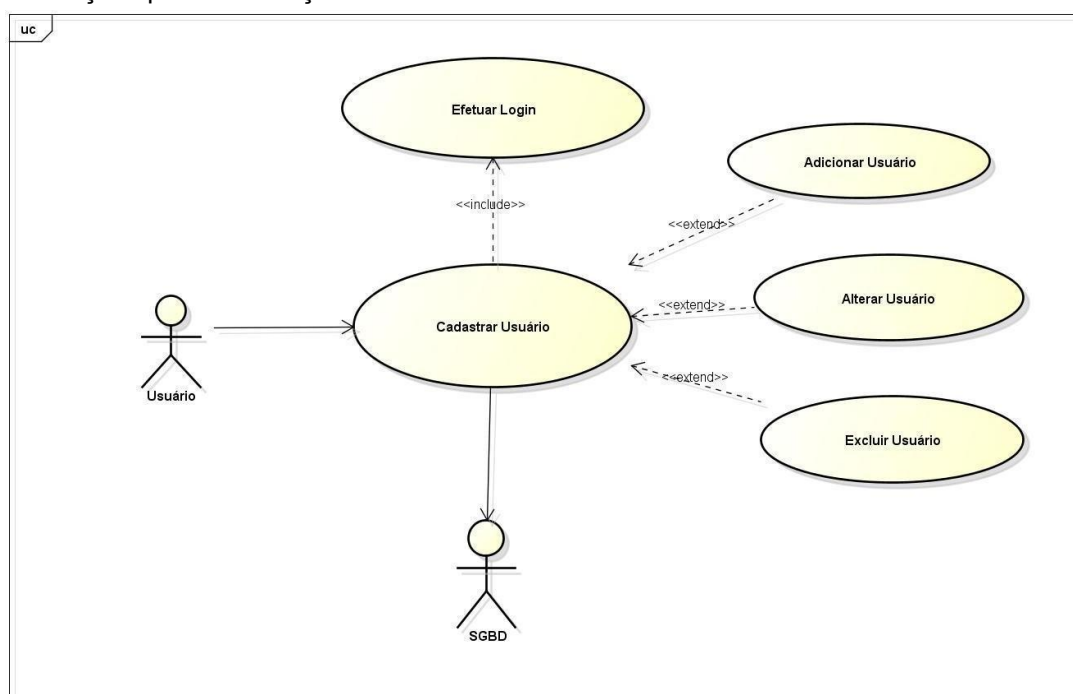 uc
Efetuar Login
Adicionar Usuário
<<include>>
<<extend>>
Alterar Usuário
<<extend>>
Cadastrar Usuário
<<extend>>
Usuário
Excluir Usuário
SGBD